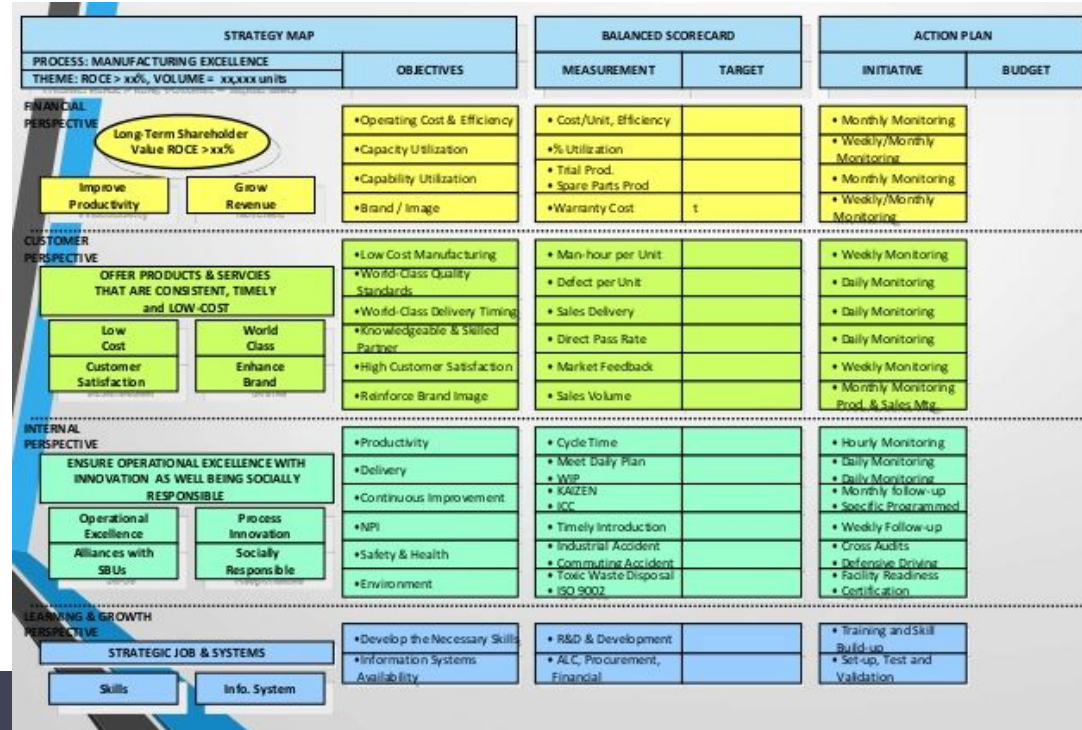 STRATEGY MAP
BALANCED SCORECARD
ACTION PLAN
PROCESS: MANUFACTURING EXCELLENCE
THEME: ROCE > xx%, VOLUME = xx,xxx units
OBJECTIVES
MEASUREMENT
TARGET
INITIATIVE
BUDGET
FINANCIAL
PERSPECTIVE
Long-Term Shareholder
Value ROCE > xx%
Improve
Productivity
Grow
Revenue
•Operating Cost & Efficiency
• Cost/Unit, Efficiency
• Monthly Monitoring
•Capacity Utilization
•% Utilization
• Weekly/Monthly
Monitoring
•Capability Utilization
• Trial Prod.
• Spare Parts Prod
• Monthly Monitoring
•Brand / Image
•Warranty Cost
t
• Weekly/Monthly
Monitoring
CUSTOMER
PERSPECTIVE
OFFER PRODUCTS & SERVCIES
THAT ARE CONSISTENT, TIMELY
and LOW-COST
Low
Cost
World
Class
Customer
Satisfaction
Enhance
Brand
•Low Cost Manufacturing
• Man-hour per Unit
• Weekly Monitoring
•World-Class Quality
Standards
• Defect per Unit
• Daily Monitoring
•World-Class Delivery Timing
• Sales Delivery
• Daily Monitoring
•Knowledgeable & Skilled
Partner
• Direct Pass Rate
• Daily Monitoring
•High Customer Satisfaction
• Market Feedback
• Weekly Monitoring
•Reinforce Brand Image
• Sales Volume
• Monthly Monitoring
Prod. & Sales Mtg.
INTERNAL
PERSPECTIVE
ENSURE OPERATIONAL EXCELLENCE WITH
INNOVATION AS WELL BEING SOCIALLY
RESPONSIBLE
Operational
Excellence
Process
Innovation
Alliances with
SBUs
Socially
Responsible
•Productivity
• Cycle Time
• Hourly Monitoring
•Delivery
• Meet Daily Plan
• WIP
• Daily Monitoring
• Daily Monitoring
•Continuous Improvement
• KAIZEN
• ICC
• Monthly follow-up
• Specific Programmed
•NPI
• Timely Introduction
• Weekly Follow-up
•Safety & Health
• Industrial Accident
• Commuting Accident
• Cross Audits
• Defensive Driving
•Environment
• Toxic Waste Disposal
• ISO 9002
• Facility Readiness
• Certification
LEARNING & GROWTH
PERSPECTIVE
STRATEGIC JOB & SYSTEMS
Skills
Info. System
•Develop the Necessary Skills
• R&D & Development
• Training and Skill
Build-up
•Information Systems
Availability
• ALC, Procurement,
Financial
• Set-up, Test and
Validation